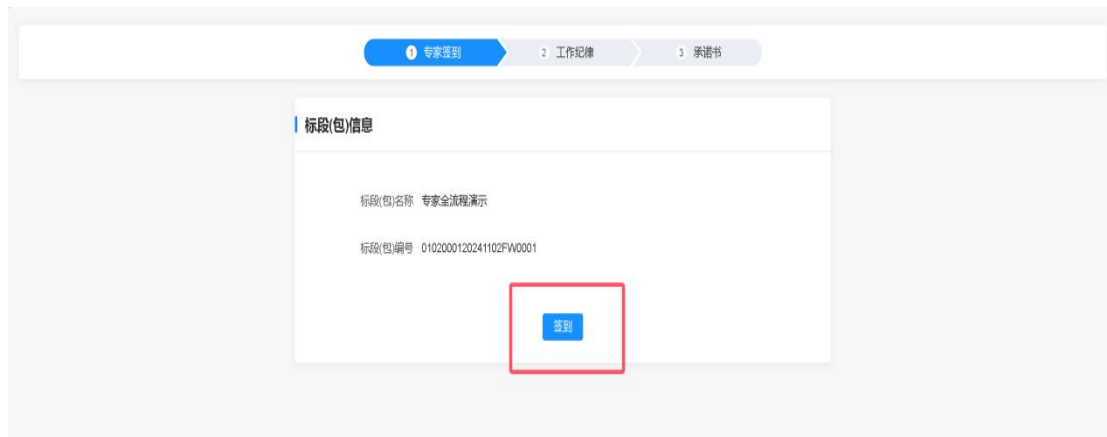 1 专家签到 2 工作纪律 3 承诺书
标段(包)信息
标段(包)名称 专家全流程演示
标段(包)编号 0102000120241102FW0001
签到